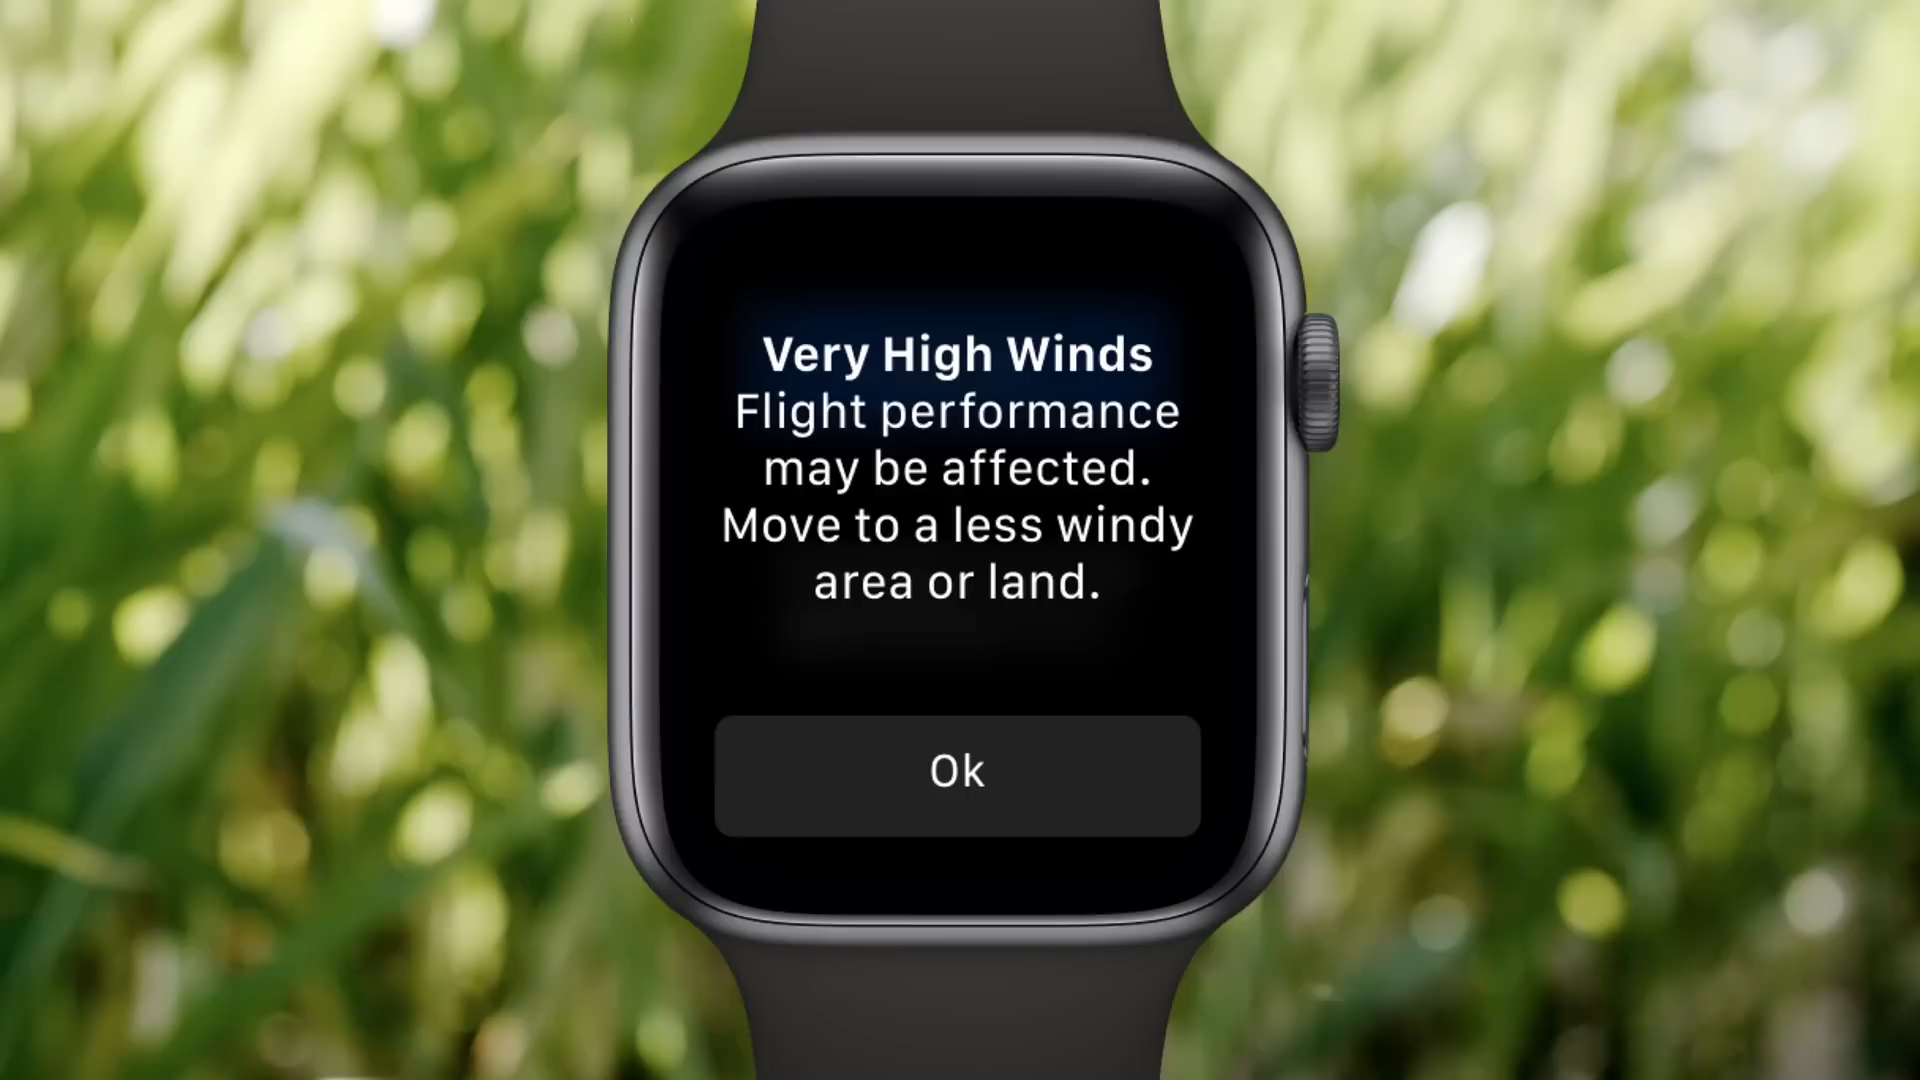 Very High Winds
Flight performance
may be affected.
Move to a less windy
area or land.
Ok